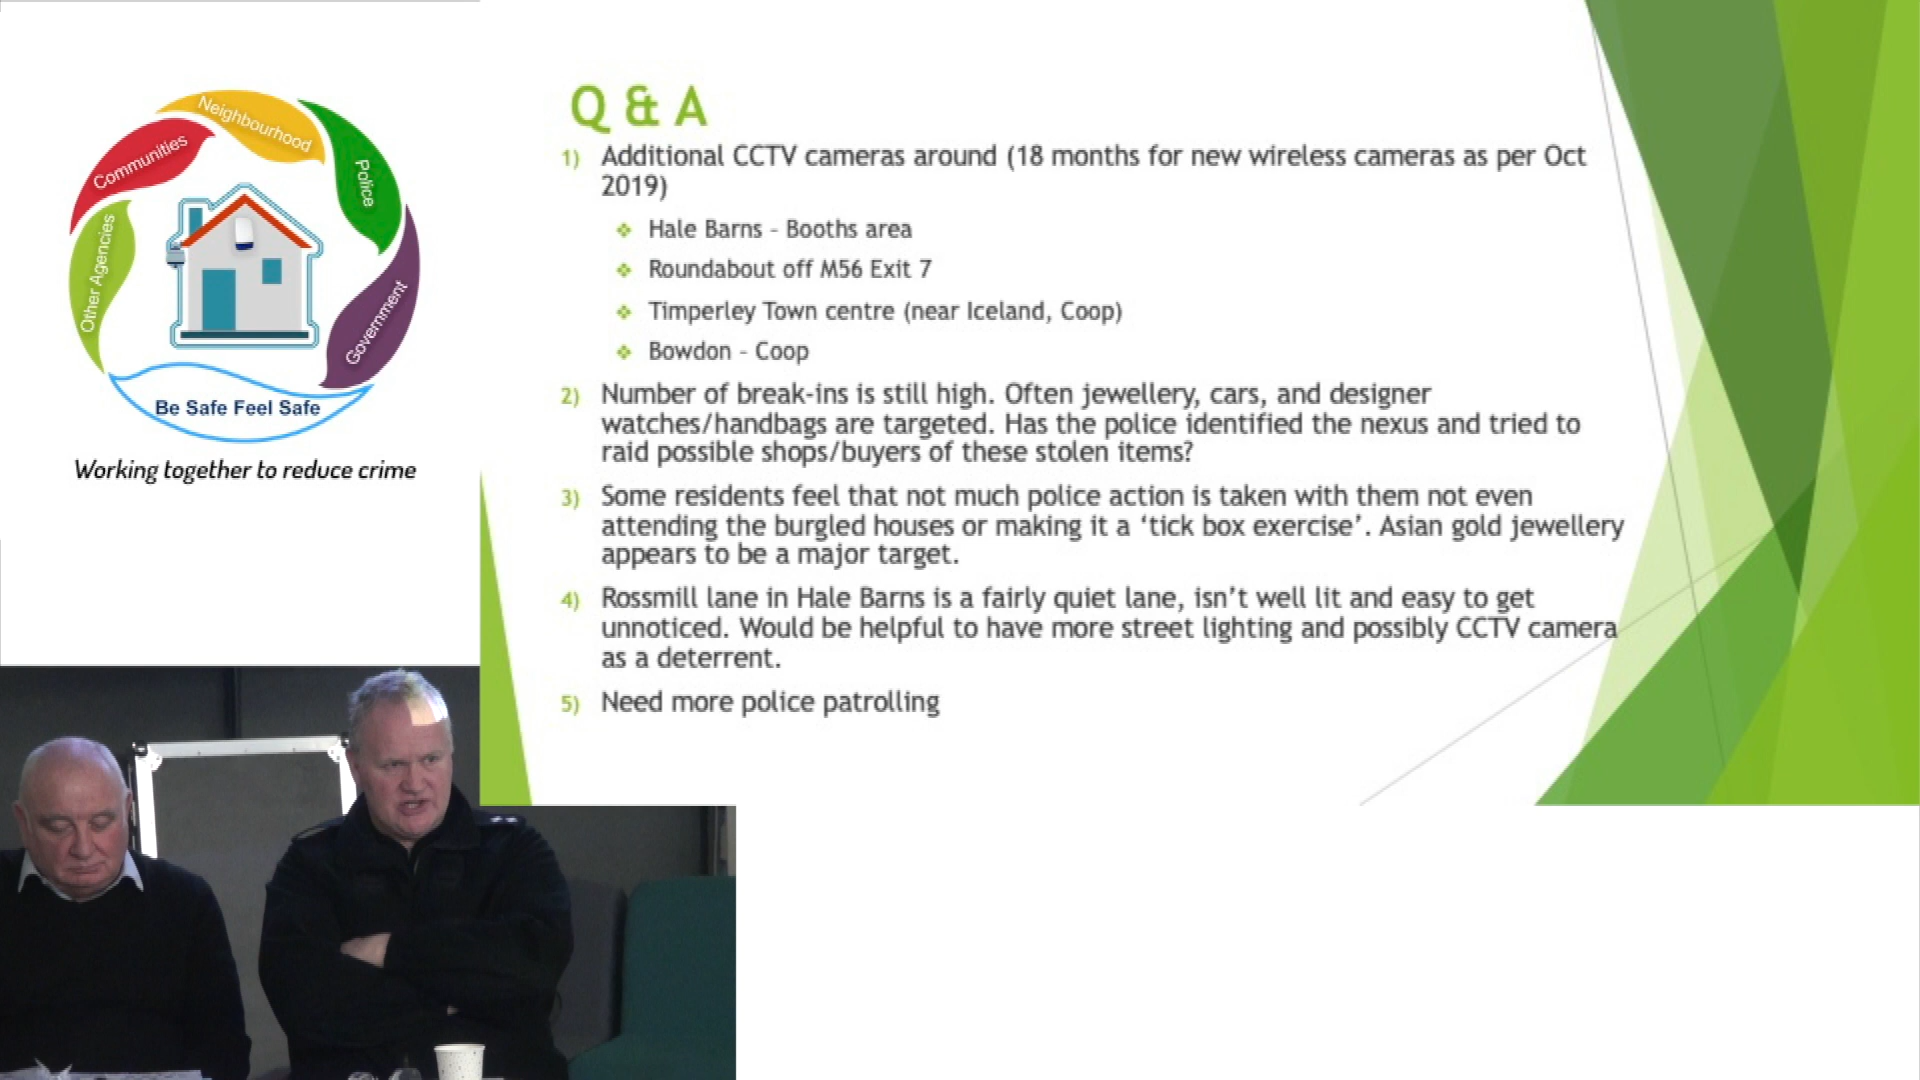 Neighbourhood
Communities
Police
Other Agencies
Government
Be Safe Feel Safe
Working together to reduce crime
Q & A
1) Additional CCTV cameras around (18 months for new wireless cameras as per Oct
2019)
❖ Hale Barns - Booths area
❖ Roundabout off M56 Exit 7
❖ Timperley Town centre (near Iceland, Coop)
❖ Bowdon - Coop
2) Number of break-ins is still high. Often jewellery, cars, and designer
watches/handbags are targeted. Has the police identified the nexus and tried to
raid possible shops/buyers of these stolen items?
3) Some residents feel that not much police action is taken with them not even
attending the burgled houses or making it a ‘tick box exercise’. Asian gold jewellery
appears to be a major target.
4) Rossmill lane in Hale Barns is a fairly quiet lane, isn’t well lit and easy to get
unnoticed. Would be helpful to have more street lighting and possibly CCTV camera
as a deterrent.
5) Need more police patrolling